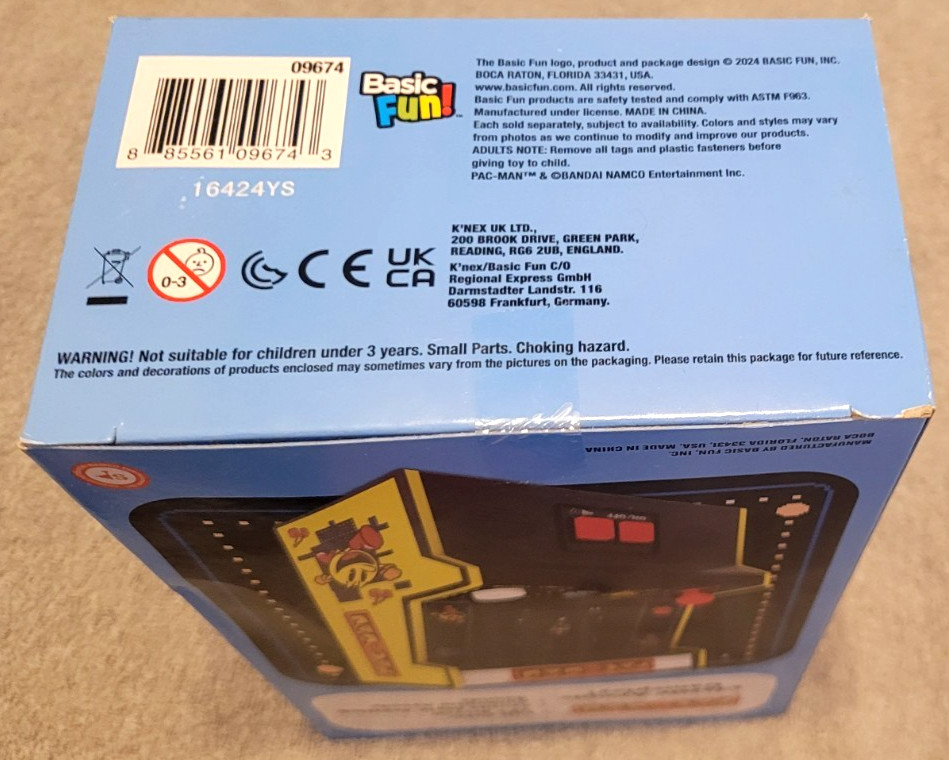 09674
8 85561 09674 3
16424YS
Basic
Fun!™
The Basic Fun logo, product and package design © 2024 BASIC FUN, INC.
BOCA RATON, FLORIDA 33431, USA.
www.basicfun.com. All rights reserved.
Basic Fun products are safety tested and comply with ASTM F963.
Manufactured under license. MADE IN CHINA.
Each sold separately, subject to availability. Colors and styles may vary
from photos as we continue to modify and improve our products.
ADULTS NOTE: Remove all tags and plastic fasteners before
giving toy to child.
PAC-MAN™ & ©BANDAI NAMCO Entertainment Inc.
0-3
CE
UK
CA
K'NEX UK LTD.,
200 BROOK DRIVE, GREEN PARK,
READING, RG6 2UB, ENGLAND.
K'nex/Basic Fun C/O
Regional Express GmbH
Darmstadter Landstr. 116
60598 Frankfurt, Germany.
WARNING! Not suitable for children under 3 years. Small Parts. Choking hazard.
The colors and decorations of products enclosed may sometimes vary from the pictures on the packaging. Please retain this package for future reference.
MANUFACTURED BY BASIC FUN, INC.
BOCA RATON, FLORIDA 33431, USA. MADE IN CHINA